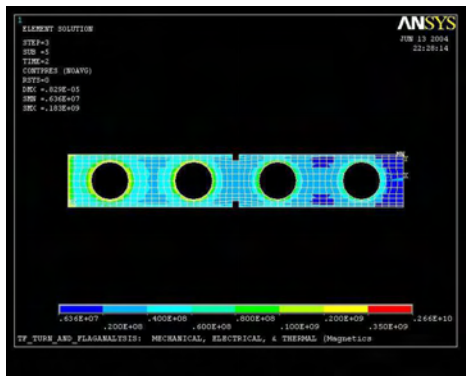 1
ANSYS
ELEMENT SOLUTION
JUN 13 2004
22:28:14
STEP=3
SUB =5
TIME=2
CONTPRES (NOAVG)
RSYS=0
DMX =.829E-05
SMN =.636E+07
SMX =.183E+09
MN
.636E+07 .400E+08 .800E+08 .200E+09 .266E+10
.200E+08 .600E+08 .100E+09 .350E+09
TF_TURN_AND_FLAGANALYSIS: MECHANICAL, ELECTRICAL, & THERMAL (Magnetics